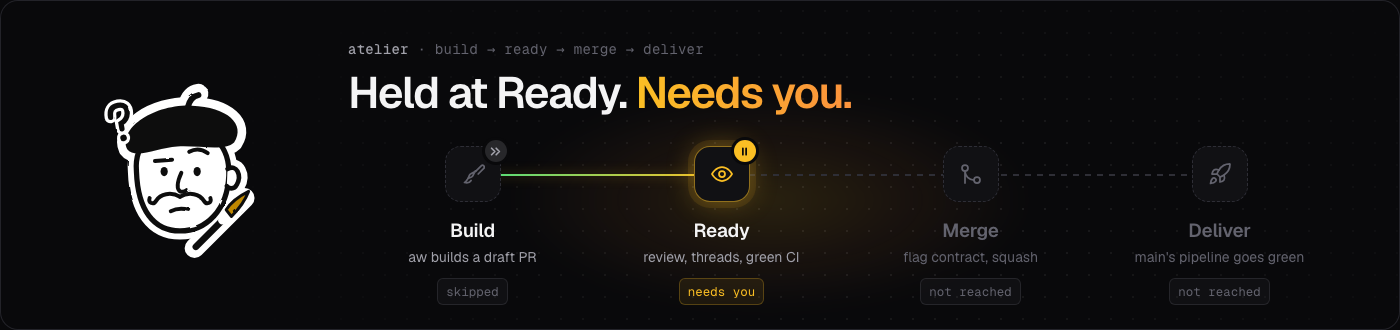 atelier · build → ready → merge → deliver
Held at Ready. Needs you.
Build
aw builds a draft PR
skipped
Ready
review, threads, green CI
needs you
Merge
flag contract, squash
not reached
Deliver
main's pipeline goes green
not reached